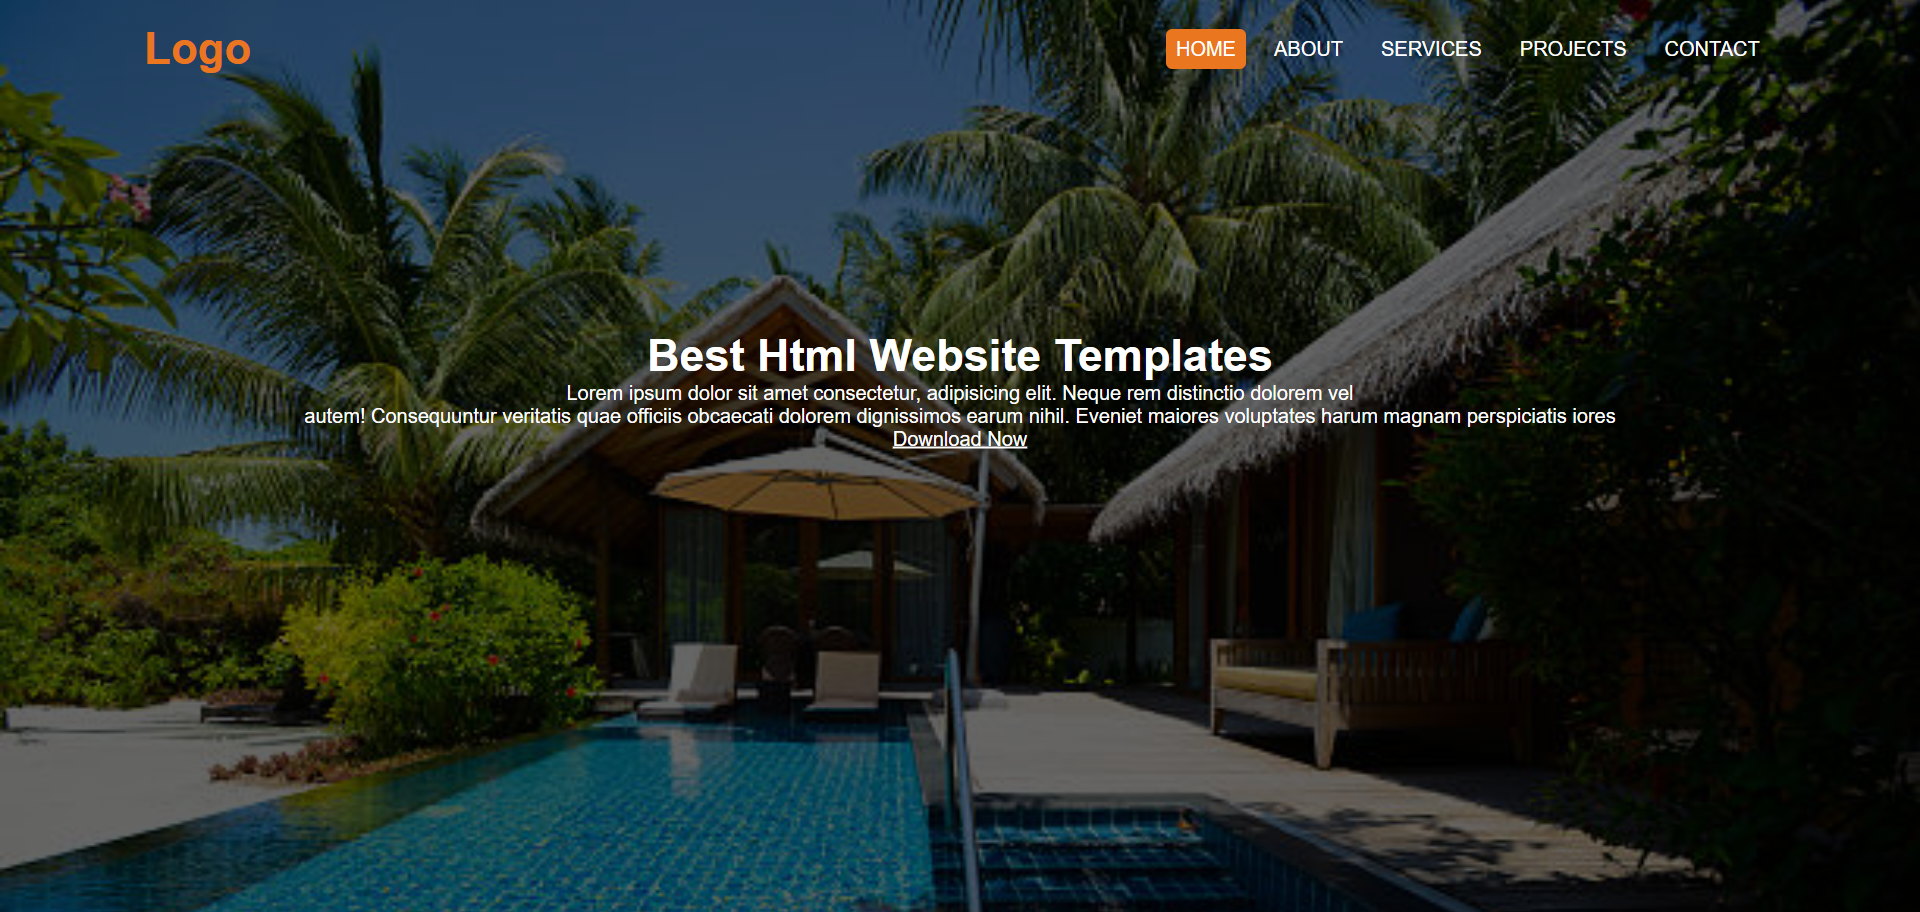 Logo
HOME ABOUT SERVICES PROJECTS CONTACT
Best Html Website Templates
Lorem ipsum dolor sit amet consectetur, adipisicing elit. Neque rem distinctio dolorem vel
autem! Consequuntur veritatis quae officiis obcaecati dolorem dignissimos earum nihil. Eveniet maiores voluptates harum magnam perspiciatis iores
Download Now